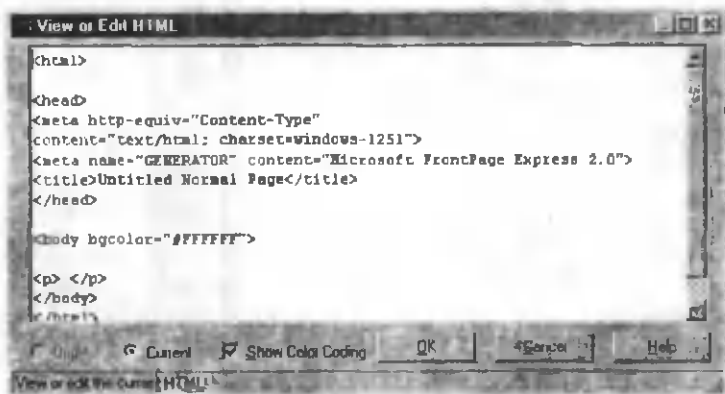 View or Edit HTML
<html>
<head>
<meta http-equiv="Content-Type"
content="text/html; charset=windows-1251">
<meta name="GENERATOR" content="Microsoft FrontPage Express 2.0">
<title>Untitled Normal Page</title>
</head>
<body bgcolor="#FFFFFF">
<p> </p>
</body>
</html>
Current Show Color Coding OK Cancel Help
View or edit the current HTML